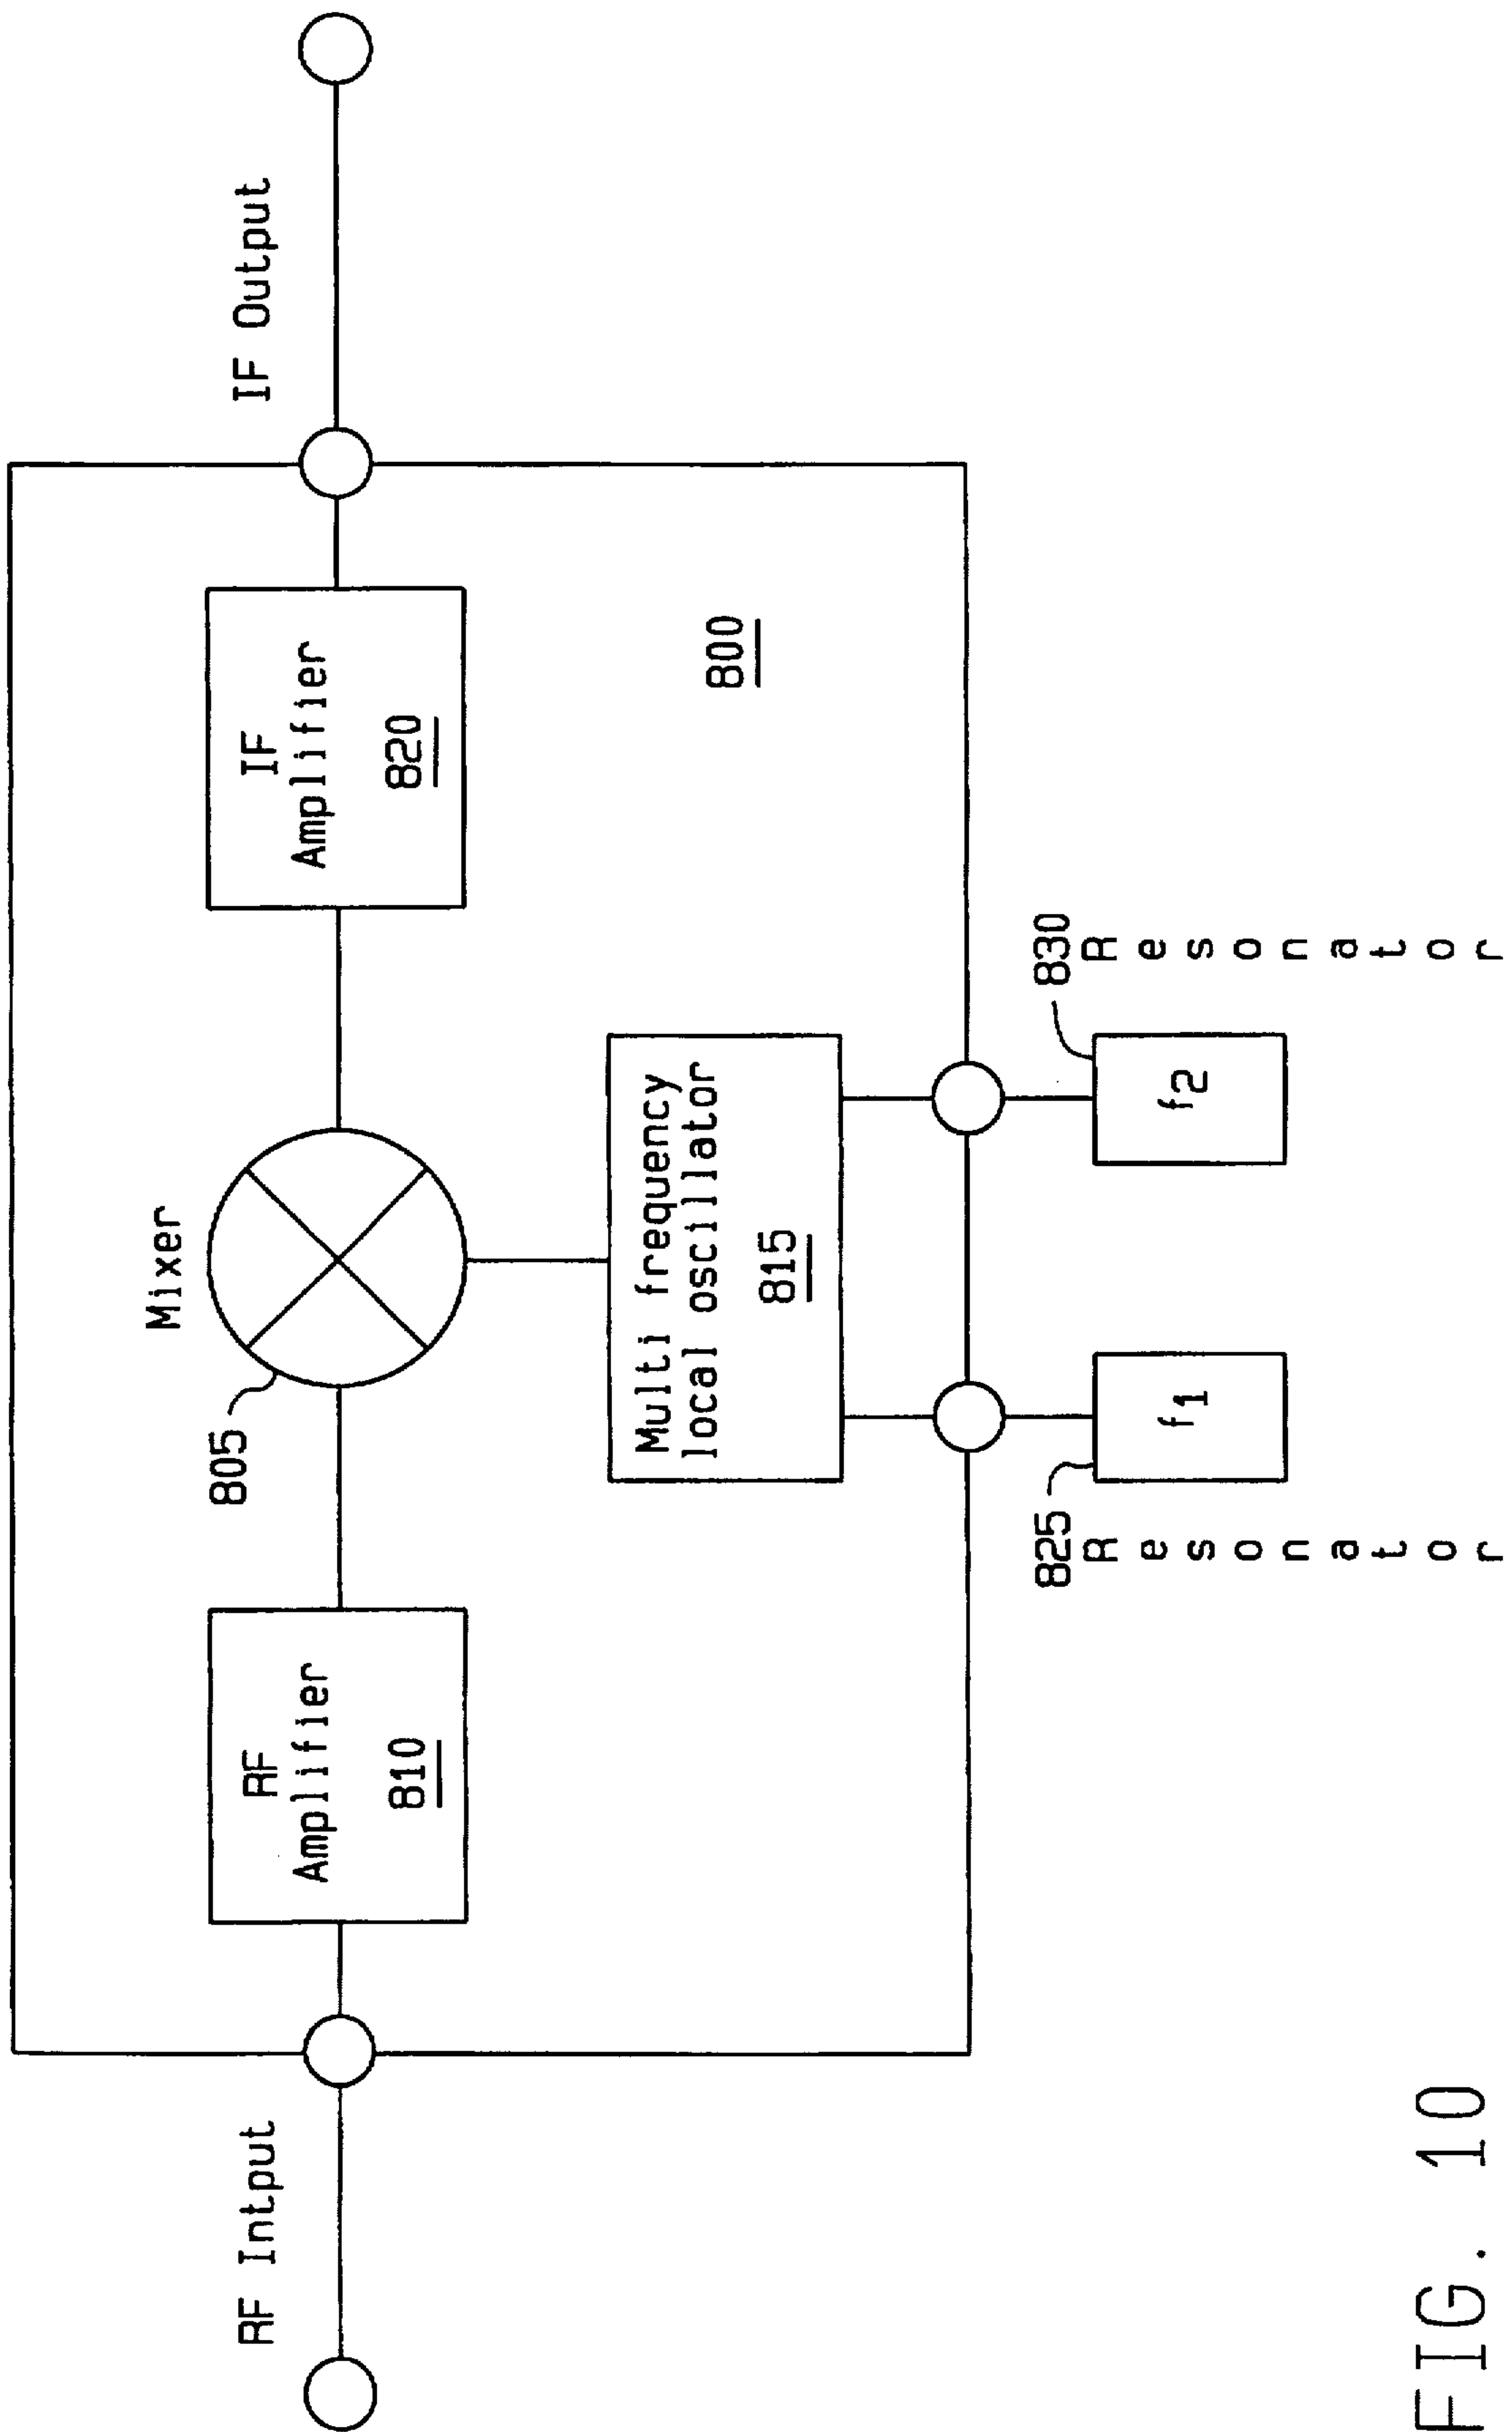 RF Intput
IF Output
Mixer
805
RF
Amplifier
810
IF
Amplifier
820
Multi frequency
local oscillator
815
800
825
Resonator
f1
830
Resonator
f2
FIG. 10